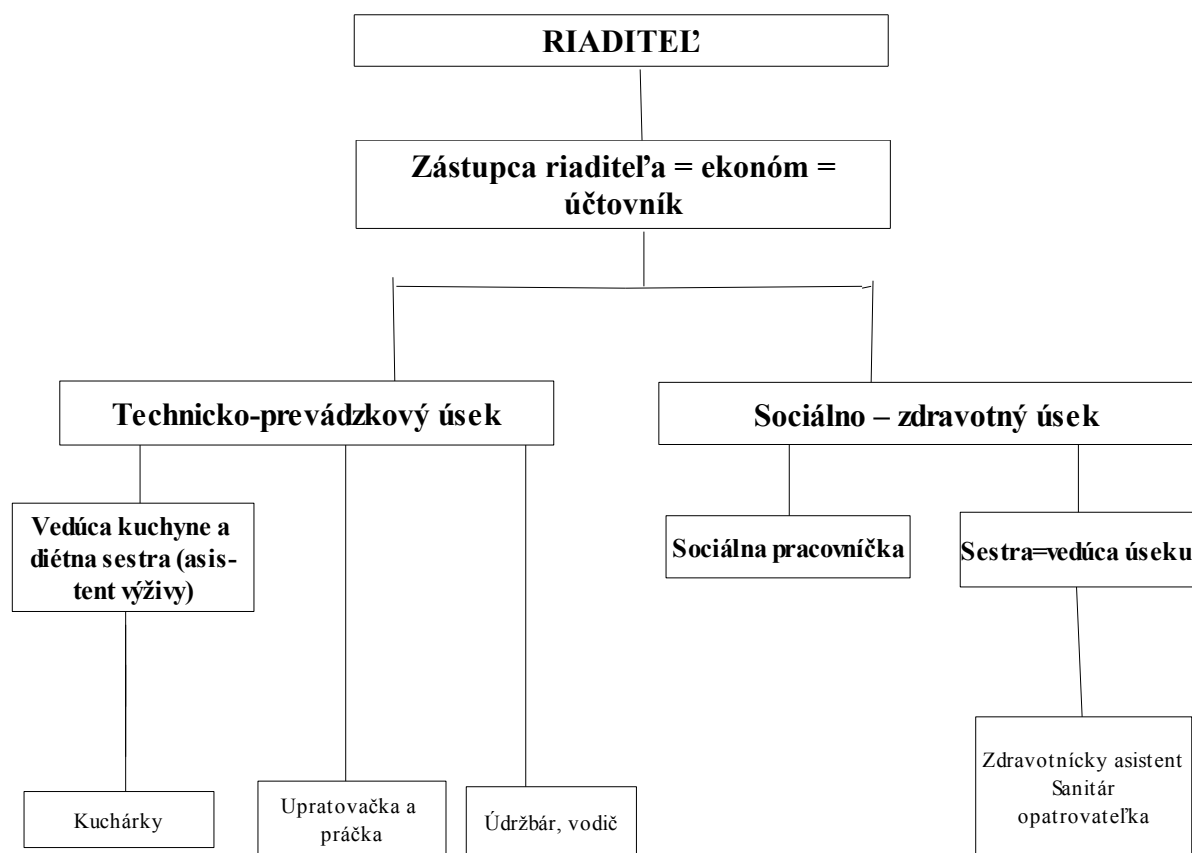 RIADITEĽ
Zástupca riaditeľa = ekonóm =
účtovník
Technicko-prevádzkový úsek
Sociálno – zdravotný úsek
Vedúca kuchyne a
diétna sestra (asis-
tent výživy)
Sociálna pracovníčka
Sestra=vedúca úseku
Kuchárky
Upratovačka a
práčka
Údržbár, vodič
Zdravotnícky asistent
Sanitár
opatrovateľka